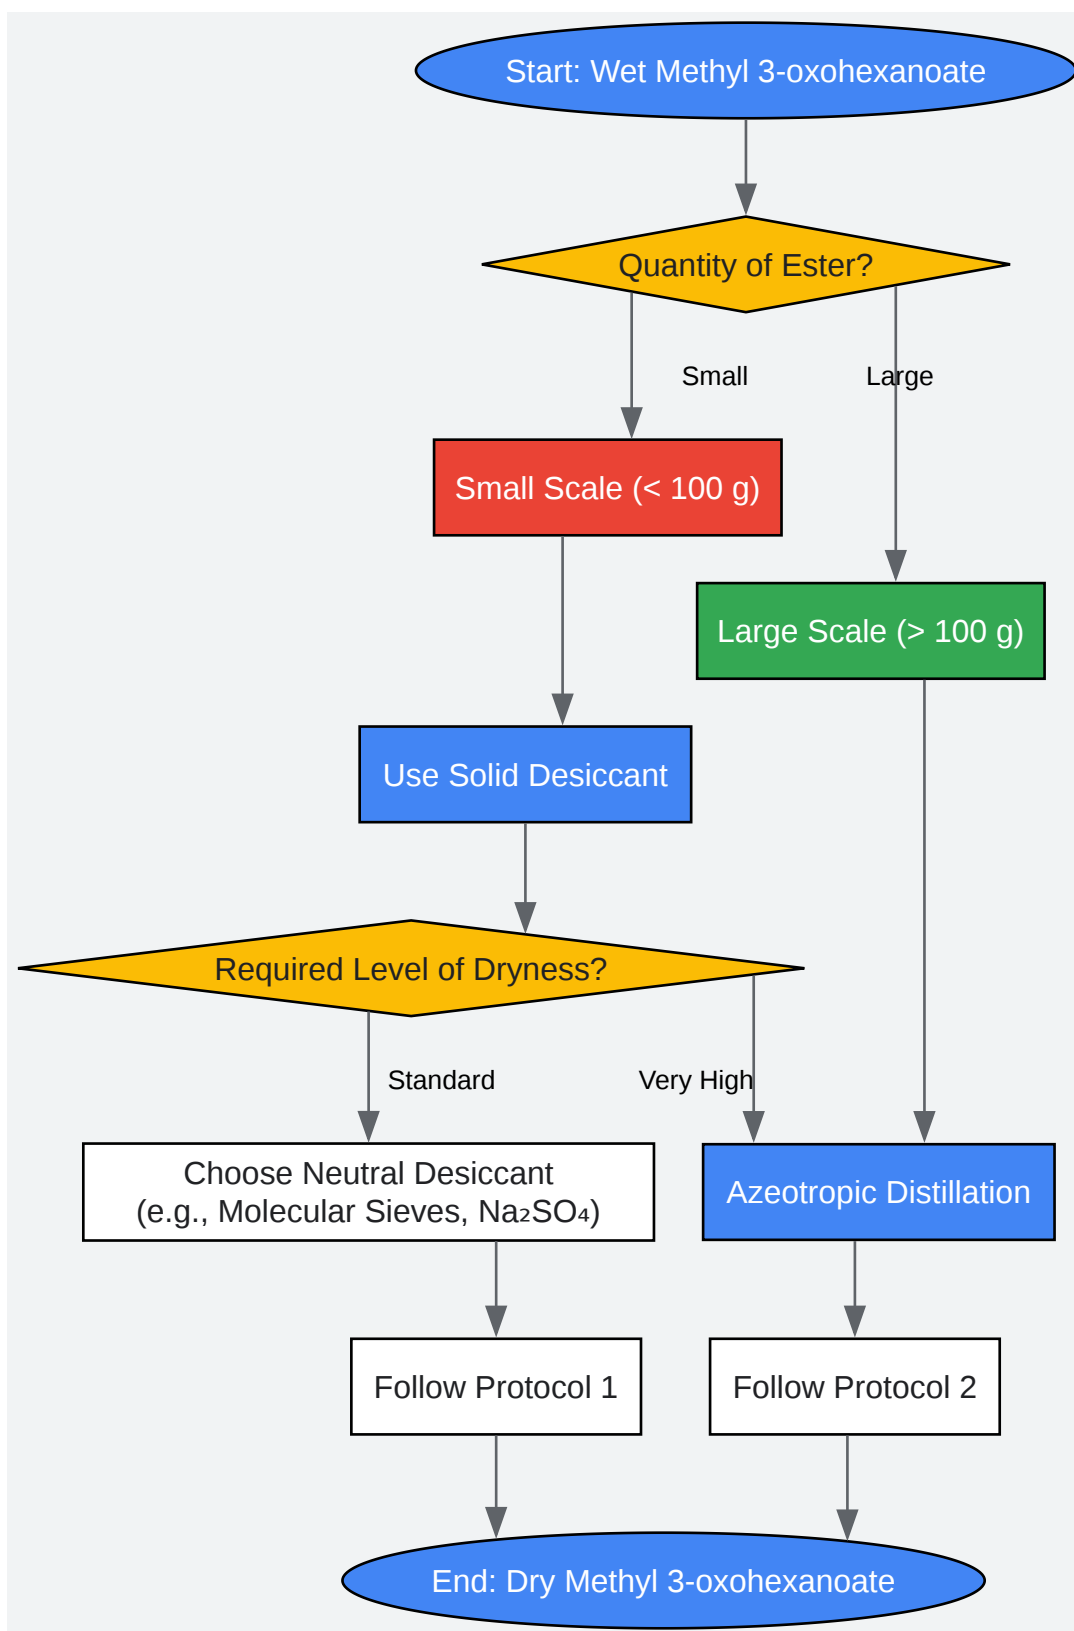 Start: Wet Methyl 3-oxohexanoate
Quantity of Ester?
Small
Large
Small Scale (< 100 g)
Large Scale (> 100 g)
Use Solid Desiccant
Required Level of Dryness?
Standard
Very High
Choose Neutral Desiccant
(e.g., Molecular Sieves, Na₂SO₄)
Azeotropic Distillation
Follow Protocol 1
Follow Protocol 2
End: Dry Methyl 3-oxohexanoate